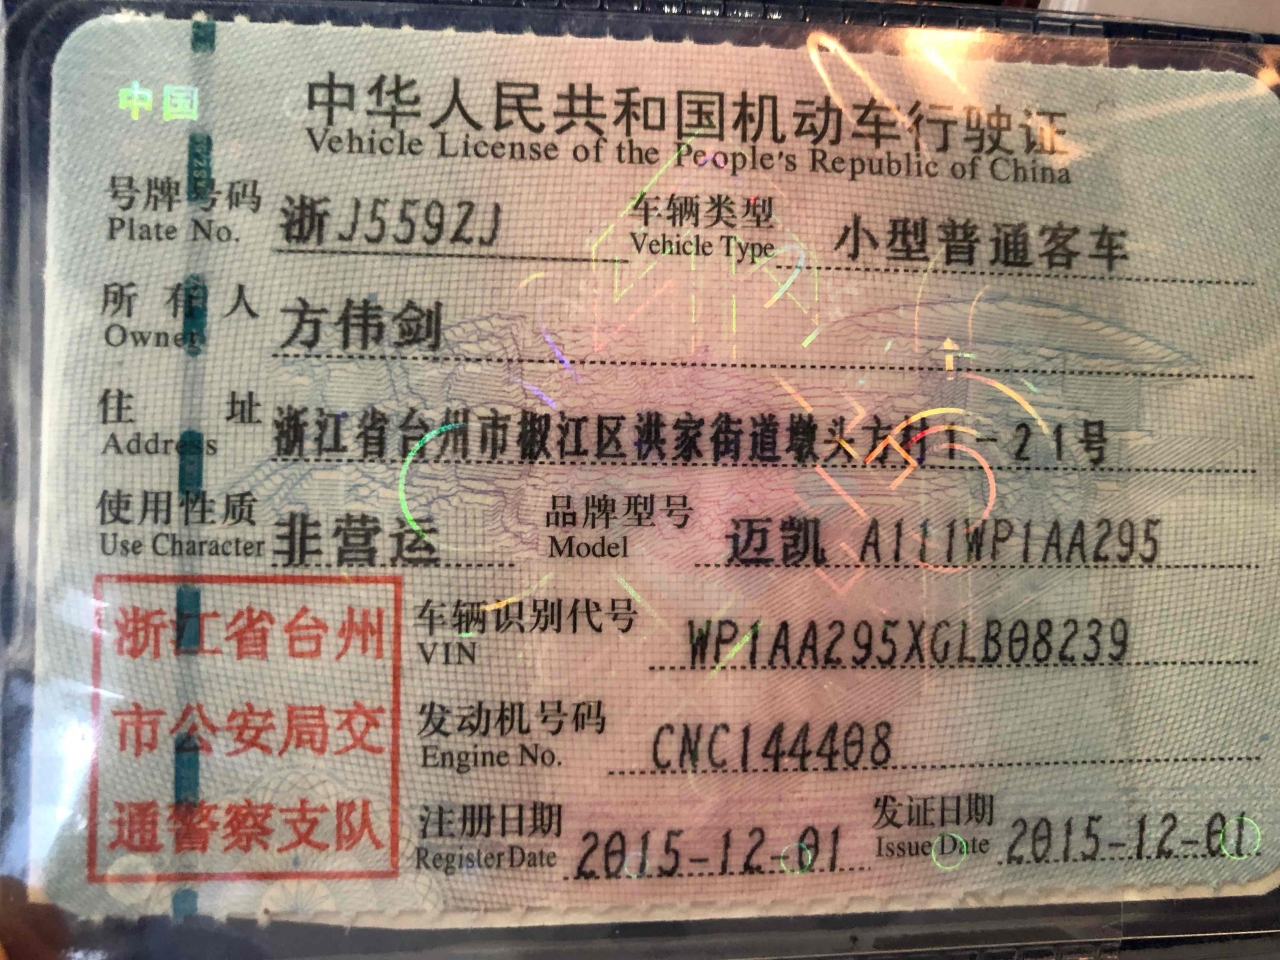 中国
中华人民共和国机动车行驶证
Vehicle License of the People's Republic of China
号牌号码 浙J559ZJ 车辆类型 小型普通客车
Plate No. Vehicle Type
所有人 方伟剑
Owner
住址 浙江省台州市椒江区洪家街道墩头方村1-21号
Address
使用性质 非营运 品牌型号 迈凯 A111WP1AA295
Use Character Model
浙江省台州
市公安局交
通警察支队
车辆识别代号 WP1AA295XGLB08239
VIN
发动机号码 CNC144408
Engine No.
注册日期 2015-12-01 发证日期 2015-12-01
Register Date Issue Date